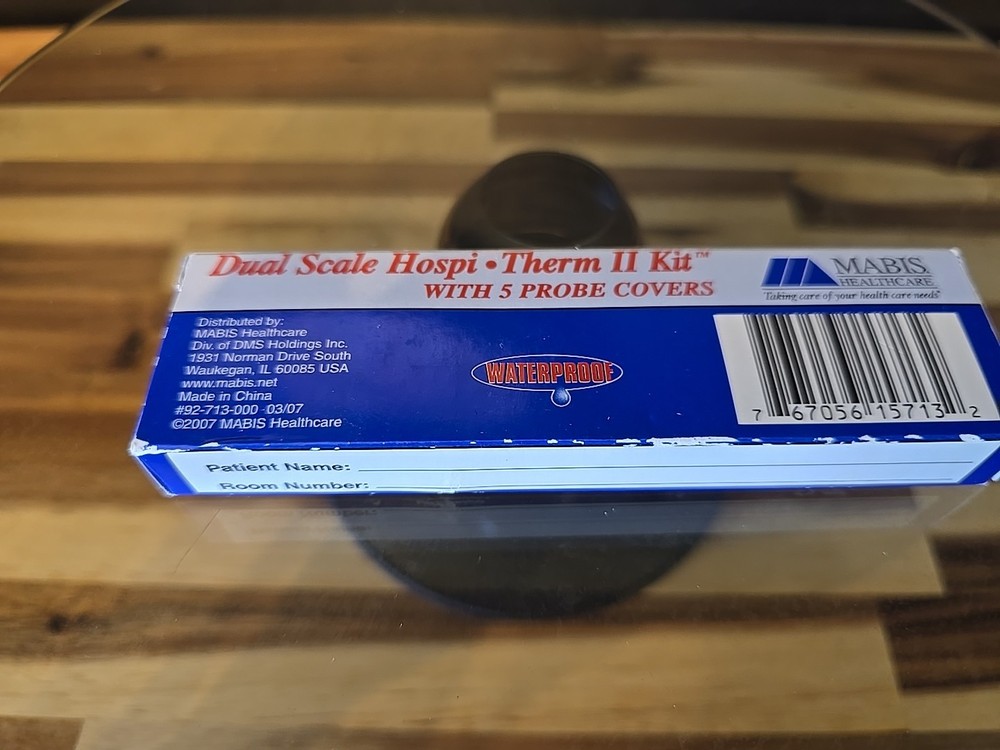 Dual Scale Hospi • Therm II Kit™
WITH 5 PROBE COVERS
MABIS®
HEALTHCARE
Taking care of your health care needs®
Distributed by:
MABIS Healthcare
Div. of DMS Holdings Inc.
1931 Norman Drive South
Waukegan, IL 60085 USA
www.mabis.net
Made in China
#92-713-000 03/07
©2007 MABIS Healthcare
WATERPROOF
7 67056 15713 2
Patient Name:
Room Number: